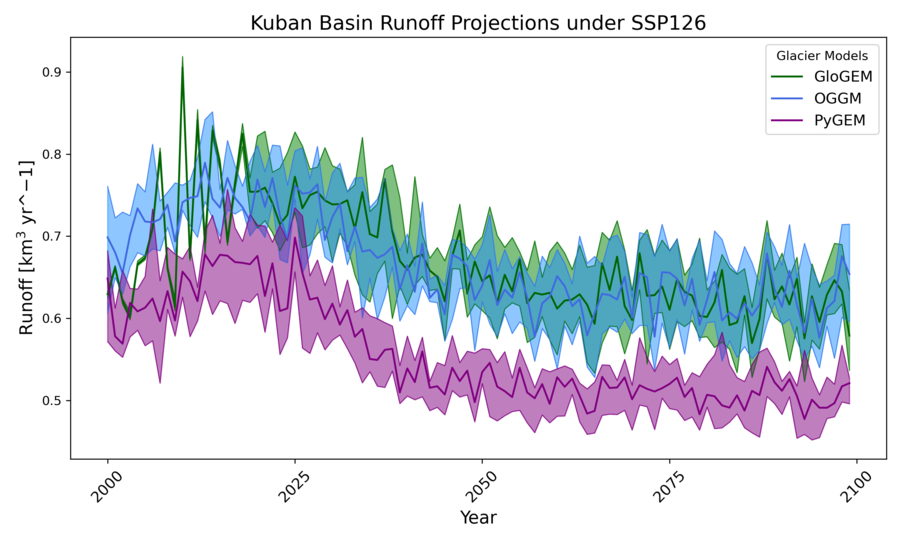 Kuban Basin Runoff Projections under SSP126
Runoff [km³ yr^−1]
0.9
0.8
0.7
0.6
0.5
Glacier Models
GloGEM
OGGM
PyGEM
2000
2025
2050
2075
2100
Year